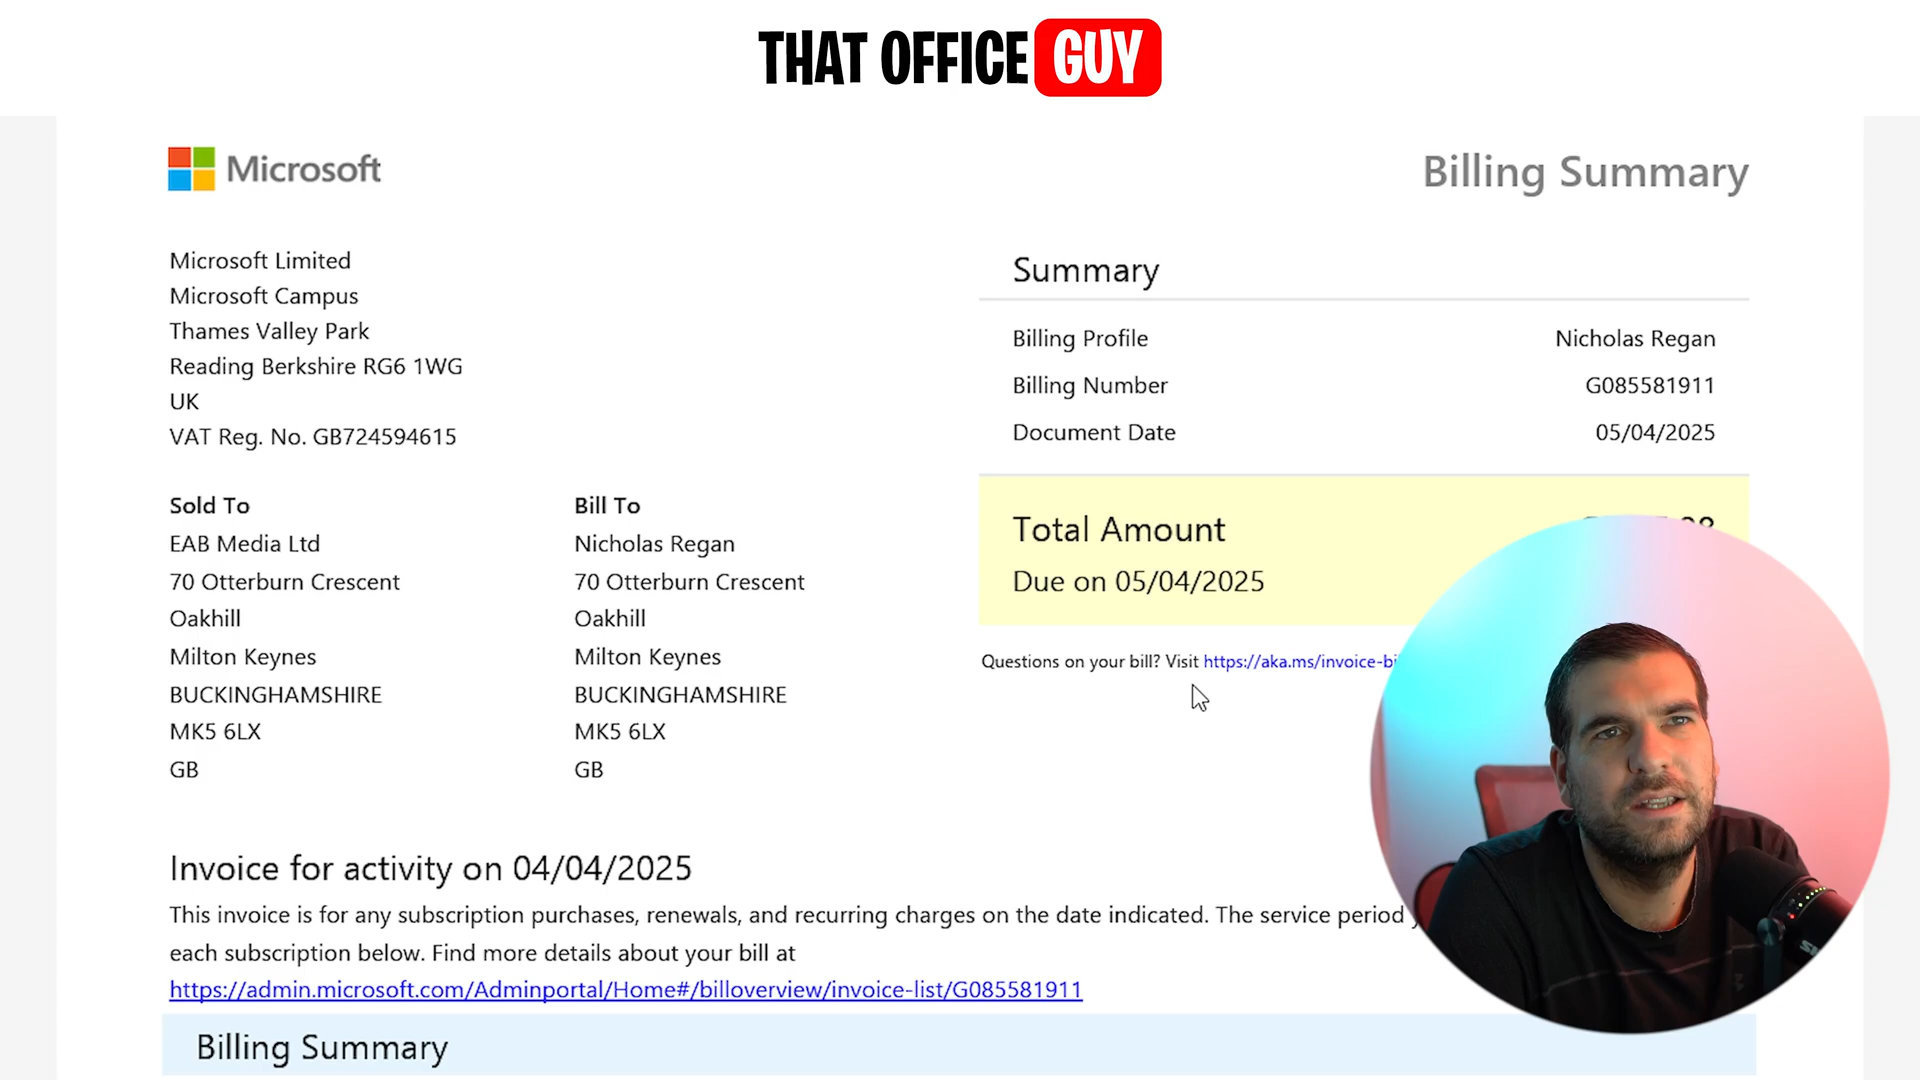 THAT OFFICE GUY
Microsoft
Billing Summary
Microsoft Limited
Microsoft Campus
Thames Valley Park
Reading Berkshire RG6 1WG
UK
VAT Reg. No. GB724594615
Summary
Billing Profile Nicholas Regan
Billing Number G085581911
Document Date 05/04/2025
Total Amount
Due on 05/04/2025
Questions on your bill? Visit https://aka.ms/invoice-bi
Sold To
EAB Media Ltd
70 Otterburn Crescent
Oakhill
Milton Keynes
BUCKINGHAMSHIRE
MK5 6LX
GB
Bill To
Nicholas Regan
70 Otterburn Crescent
Oakhill
Milton Keynes
BUCKINGHAMSHIRE
MK5 6LX
GB
Invoice for activity on 04/04/2025
This invoice is for any subscription purchases, renewals, and recurring charges on the date indicated. The service period
each subscription below. Find more details about your bill at
https://admin.microsoft.com/Adminportal/Home#/billoverview/invoice-list/G085581911
Billing Summary